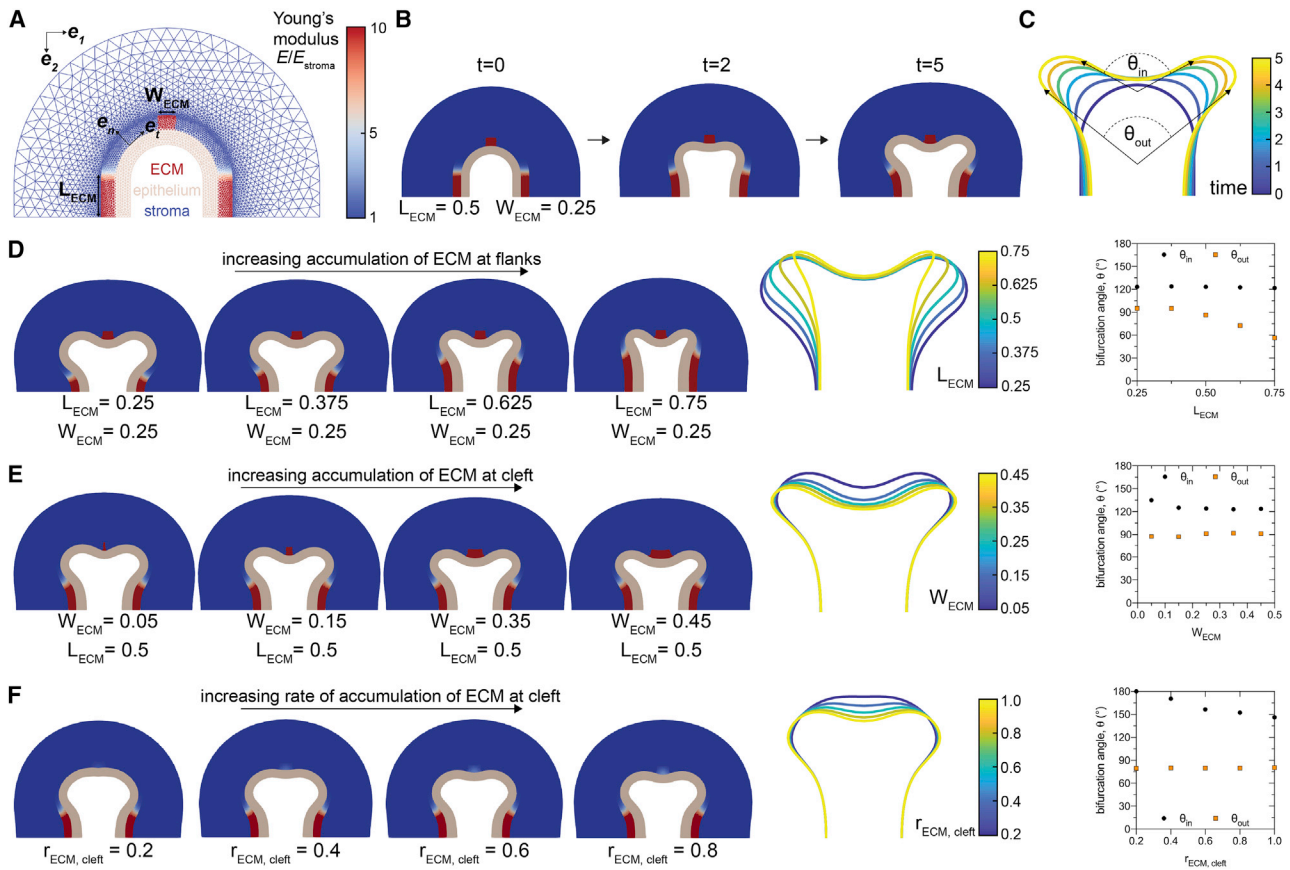 A
e1
e2
Young's
modulus
E/Estroma
10
5
1
WECM
en
et
LECM
ECM
epithelium
stroma
B
t=0
t=2
t=5
LECM= 0.5 WECM= 0.25
C
θin
θout
time
5
4
3
2
1
0
D
increasing accumulation of ECM at flanks
LECM= 0.25
WECM= 0.25
LECM= 0.375
WECM= 0.25
LECM= 0.625
WECM= 0.25
LECM= 0.75
WECM= 0.25
LECM
0.75
0.625
0.5
0.375
0.25
bifurcation angle, θ (°)
180
150
120
90
60
30
0
θin θout
0.25 0.50 0.75
LECM
E
increasing accumulation of ECM at cleft
WECM= 0.05
LECM= 0.5
WECM= 0.15
LECM= 0.5
WECM= 0.35
LECM= 0.5
WECM= 0.45
LECM= 0.5
WECM
0.45
0.35
0.25
0.15
0.05
bifurcation angle, θ (°)
180
150
120
90
60
30
0
θin θout
0.0 0.1 0.2 0.3 0.4 0.5
WECM
F
increasing rate of accumulation of ECM at cleft
rECM, cleft = 0.2
rECM, cleft = 0.4
rECM, cleft = 0.6
rECM, cleft = 0.8
rECM, cleft
1.0
0.8
0.6
0.4
0.2
bifurcation angle, θ (°)
180
150
120
90
60
30
0
θin θout
0.2 0.4 0.6 0.8 1.0
rECM, cleft